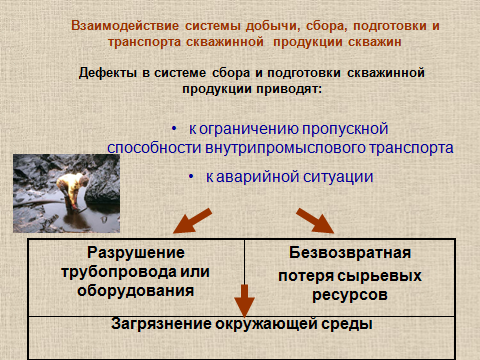 Взаимодействие системы добычи, сбора, подготовки и
транспорта скважинной продукции скважин
Дефекты в системе сбора и подготовки скважинной
продукции приводят:
• к ограничению пропускной
способности внутрипромыслового транспорта
• к аварийной ситуации
Разрушение
трубопровода или
оборудования
Безвозвратная
потеря сырьевых
ресурсов
Загрязнение окружающей среды